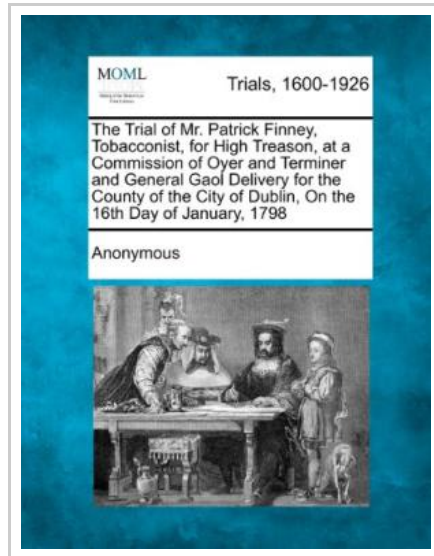 MOML
Trials, 1600-1926
The Trial of Mr. Patrick Finney,
Tobacconist, for High Treason, at a
Commission of Oyer and Terminer
and General Gaol Delivery for the
County of the City of Dublin, On the
16th Day of January, 1798
Anonymous